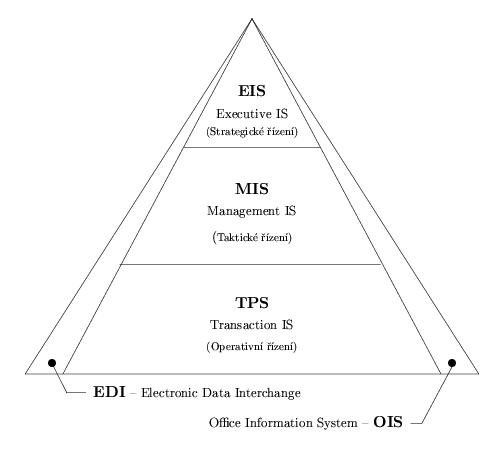 EIS
Executive IS
(Strategické řízení)
MIS
Management IS
(Taktické řízení)
TPS
Transaction IS
(Operativní řízení)
EDI – Electronic Data Interchange
Office Information System – OIS